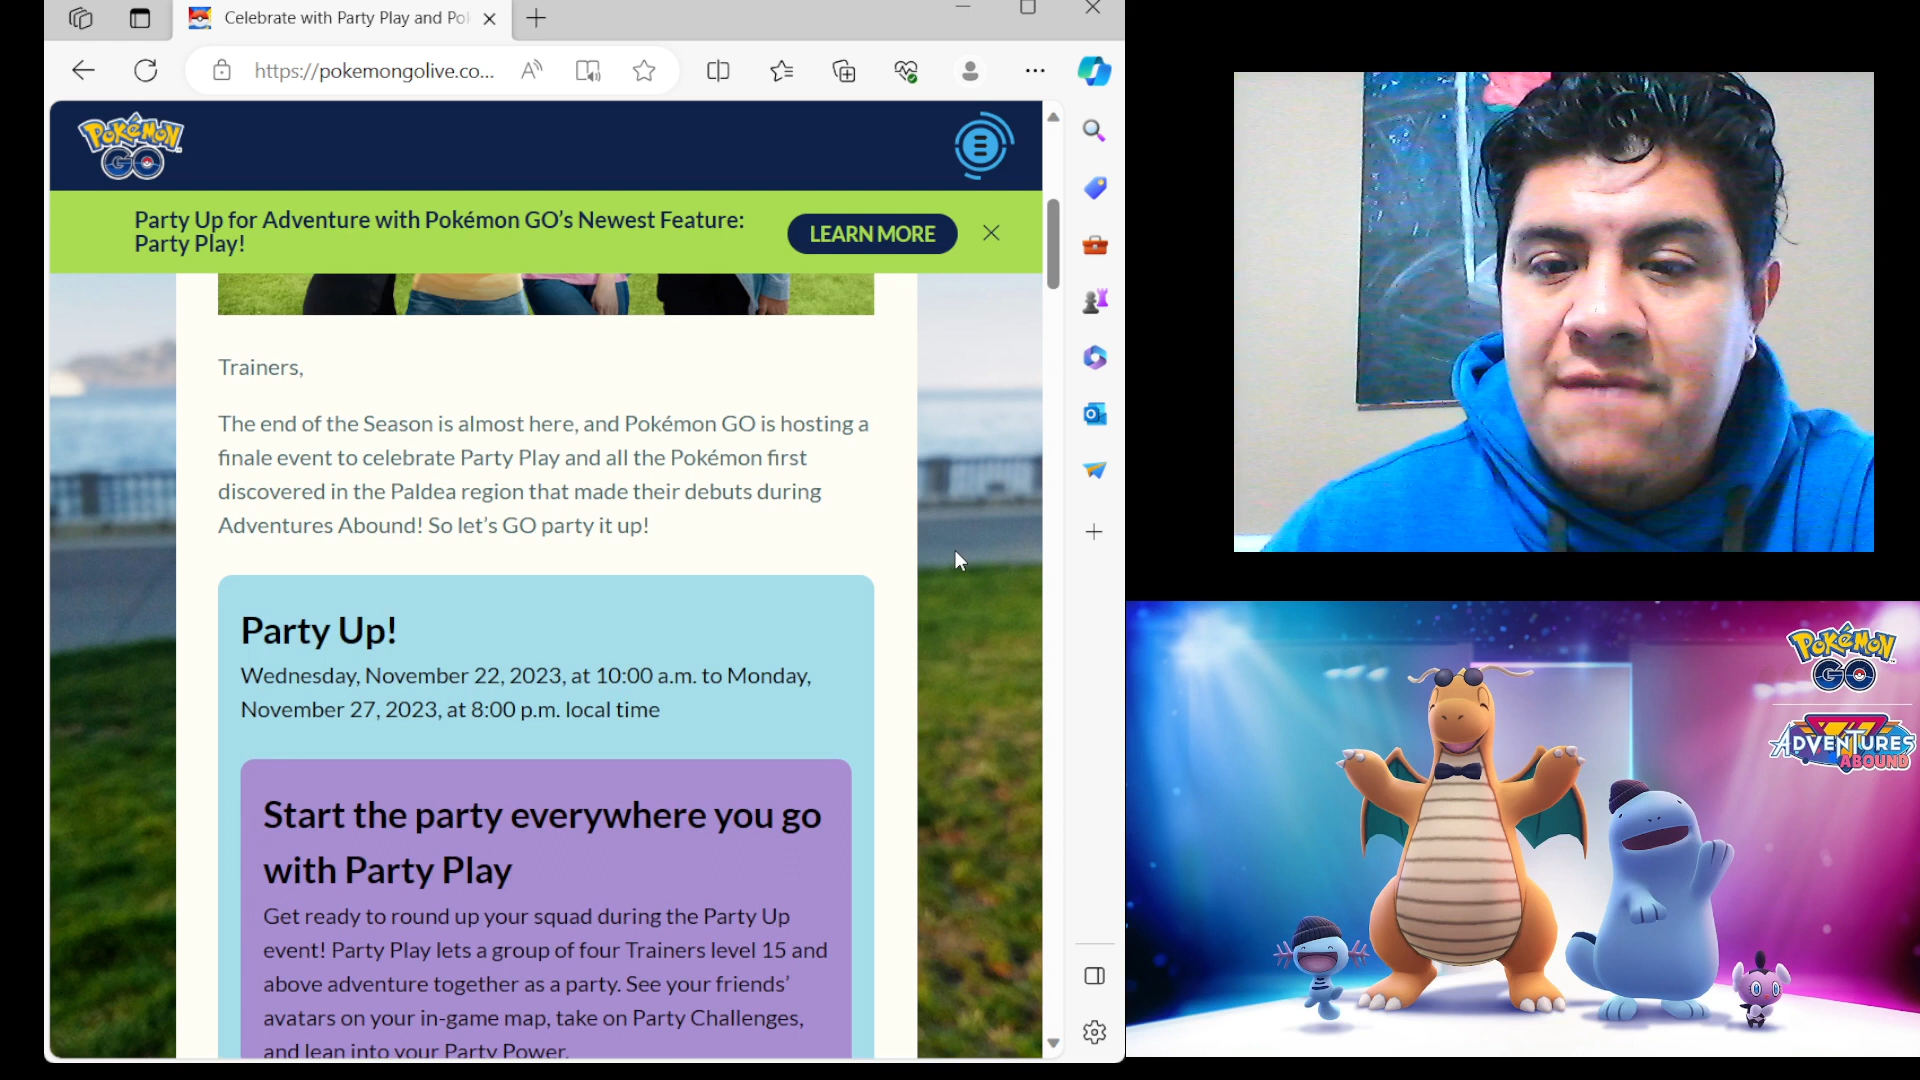 Celebrate with Party Play and Po
https://pokemongolive.co...
POKéMON
GO
Party Up for Adventure with Pokémon GO's Newest Feature:
Party Play!
LEARN MORE
Trainers,
The end of the Season is almost here, and Pokémon GO is hosting a
finale event to celebrate Party Play and all the Pokémon first
discovered in the Paldea region that made their debuts during
Adventures Abound! So let's GO party it up!
Party Up!
Wednesday, November 22, 2023, at 10:00 a.m. to Monday,
November 27, 2023, at 8:00 p.m. local time
Start the party everywhere you go
with Party Play
Get ready to round up your squad during the Party Up
event! Party Play lets a group of four Trainers level 15 and
above adventure together as a party. See your friends'
avatars on your in-game map, take on Party Challenges,
and lean into your Party Power.
POKéMON
GO
ADVENTURES
ABOUND